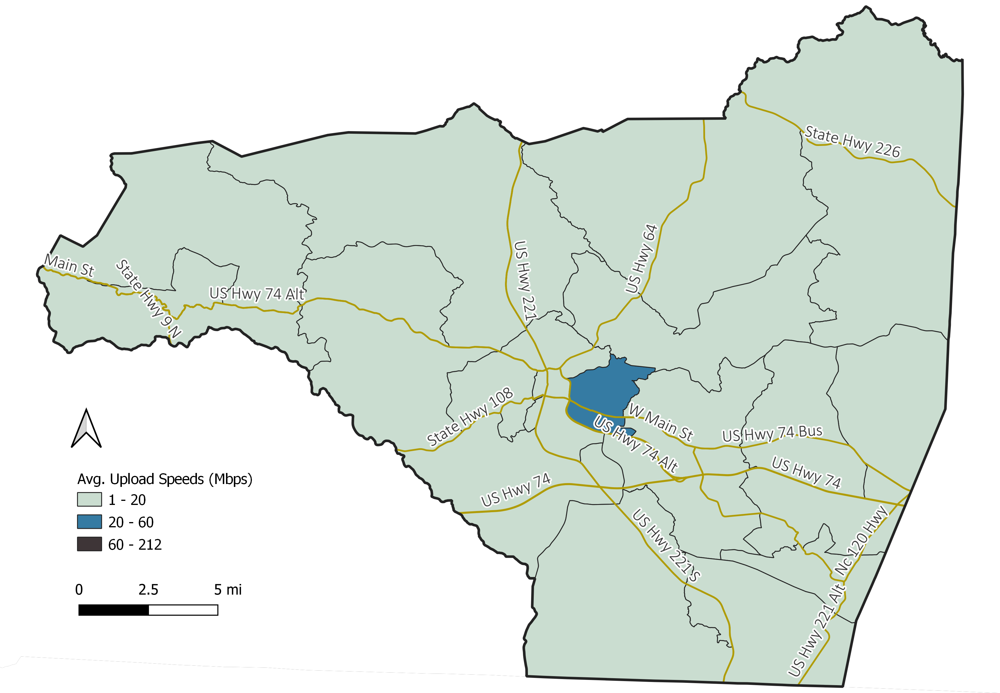 State Hwy 226
US Hwy 64
US Hwy 221
Main St
State Hwy 9 N
US Hwy 74 Alt
State Hwy 108
W Main St
US Hwy 74 Alt
US Hwy 74 Bus
US Hwy 74
US Hwy 74
US Hwy 221 S
Nc 120 Hwy
US Hwy 221 Alt
Avg. Upload Speeds (Mbps)
1 - 20
20 - 60
60 - 212
0 2.5 5 mi